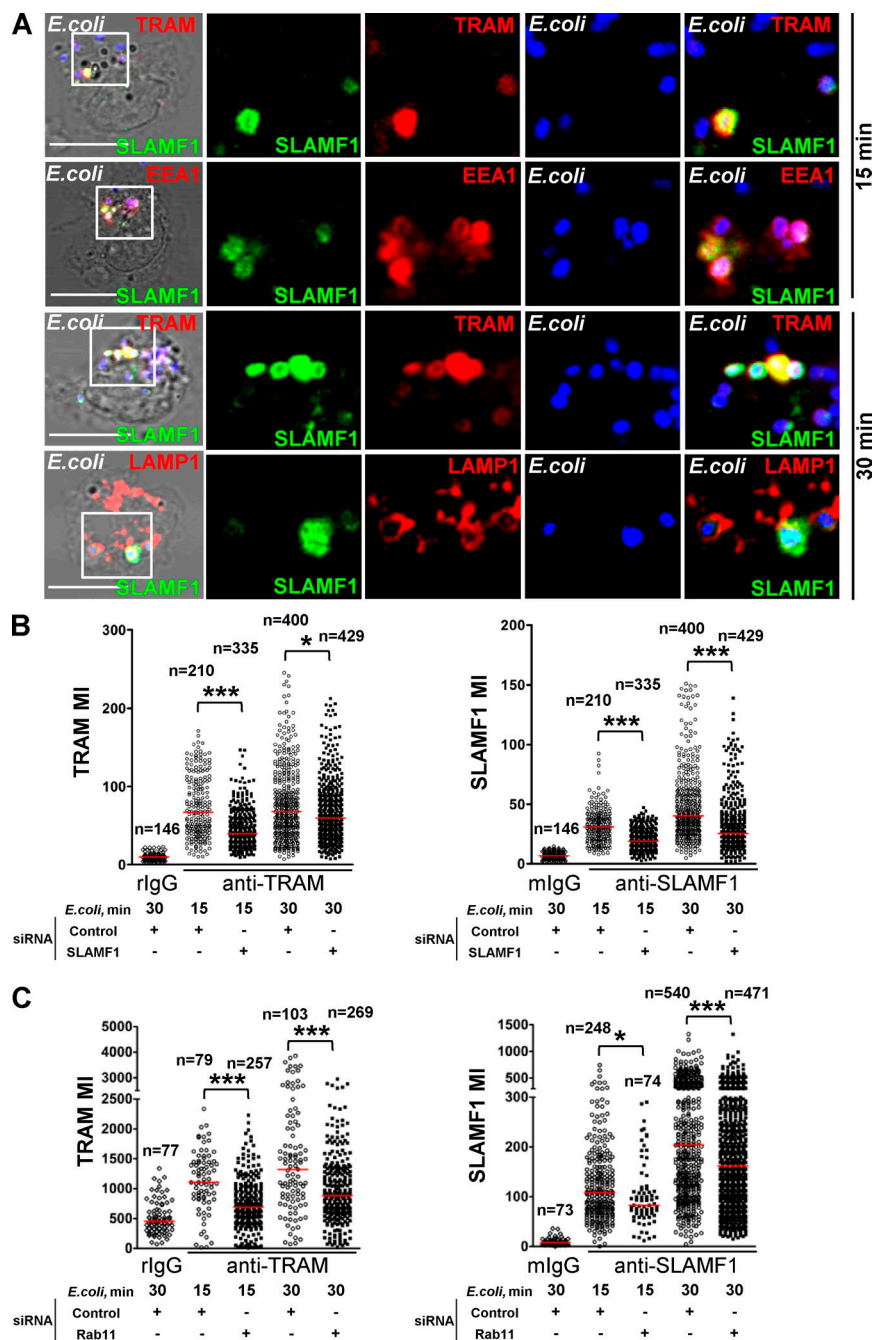 A
E.coli TRAM TRAM E.coli E.coli TRAM
SLAMF1 SLAMF1 SLAMF1
15 min
E.coli EEA1 EEA1 E.coli E.coli EEA1
SLAMF1 SLAMF1 SLAMF1
E.coli TRAM TRAM E.coli E.coli TRAM
SLAMF1 SLAMF1 SLAMF1
30 min
E.coli LAMP1 LAMP1 E.coli E.coli LAMP1
SLAMF1 SLAMF1 SLAMF1
B
TRAM MI
300
200
100
0
n=146
n=210
n=335
n=400
n=429
***
*
rIgG anti-TRAM
E.coli, min 30 15 15 30 30
siRNA
Control + + - + -
SLAMF1 - - + - +
SLAMF1 MI
200
150
100
50
0
n=146
n=210
n=335
n=400
n=429
***
***
mIgG anti-SLAMF1
E.coli, min 30 15 15 30 30
siRNA
Control + + - + -
SLAMF1 - - + - +
C
TRAM MI
5000
4000
3000
2500
2000
1500
1000
500
0
n=77
n=79
n=257
n=103
n=269
***
***
rIgG anti-TRAM
E.coli, min 30 15 15 30 30
siRNA
Control + + - + -
Rab11 - - + - +
SLAMF1 MI
1500
1000
500
300
200
100
0
n=73
n=248
n=74
n=540
n=471
*
***
mIgG anti-SLAMF1
E.coli, min 30 15 15 30 30
siRNA
Control + + - + -
Rab11 - - + - +